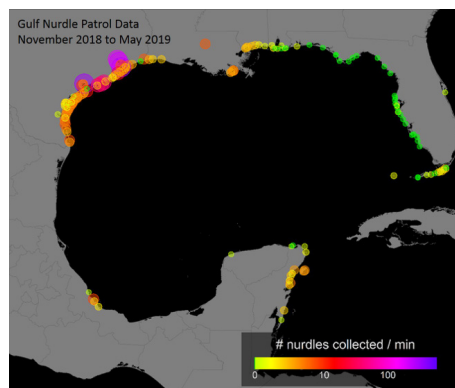 Gulf Nurdle Patrol Data
November 2018 to May 2019
# nurdles collected / min
0 10 100